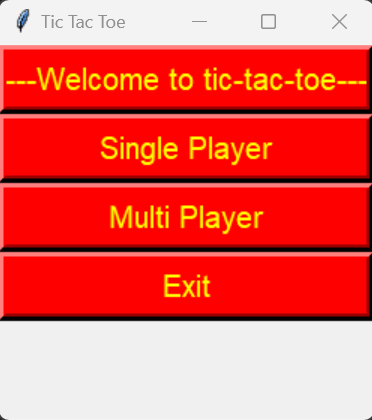 Tic Tac Toe
---Welcome to tic-tac-toe---
Single Player
Multi Player
Exit